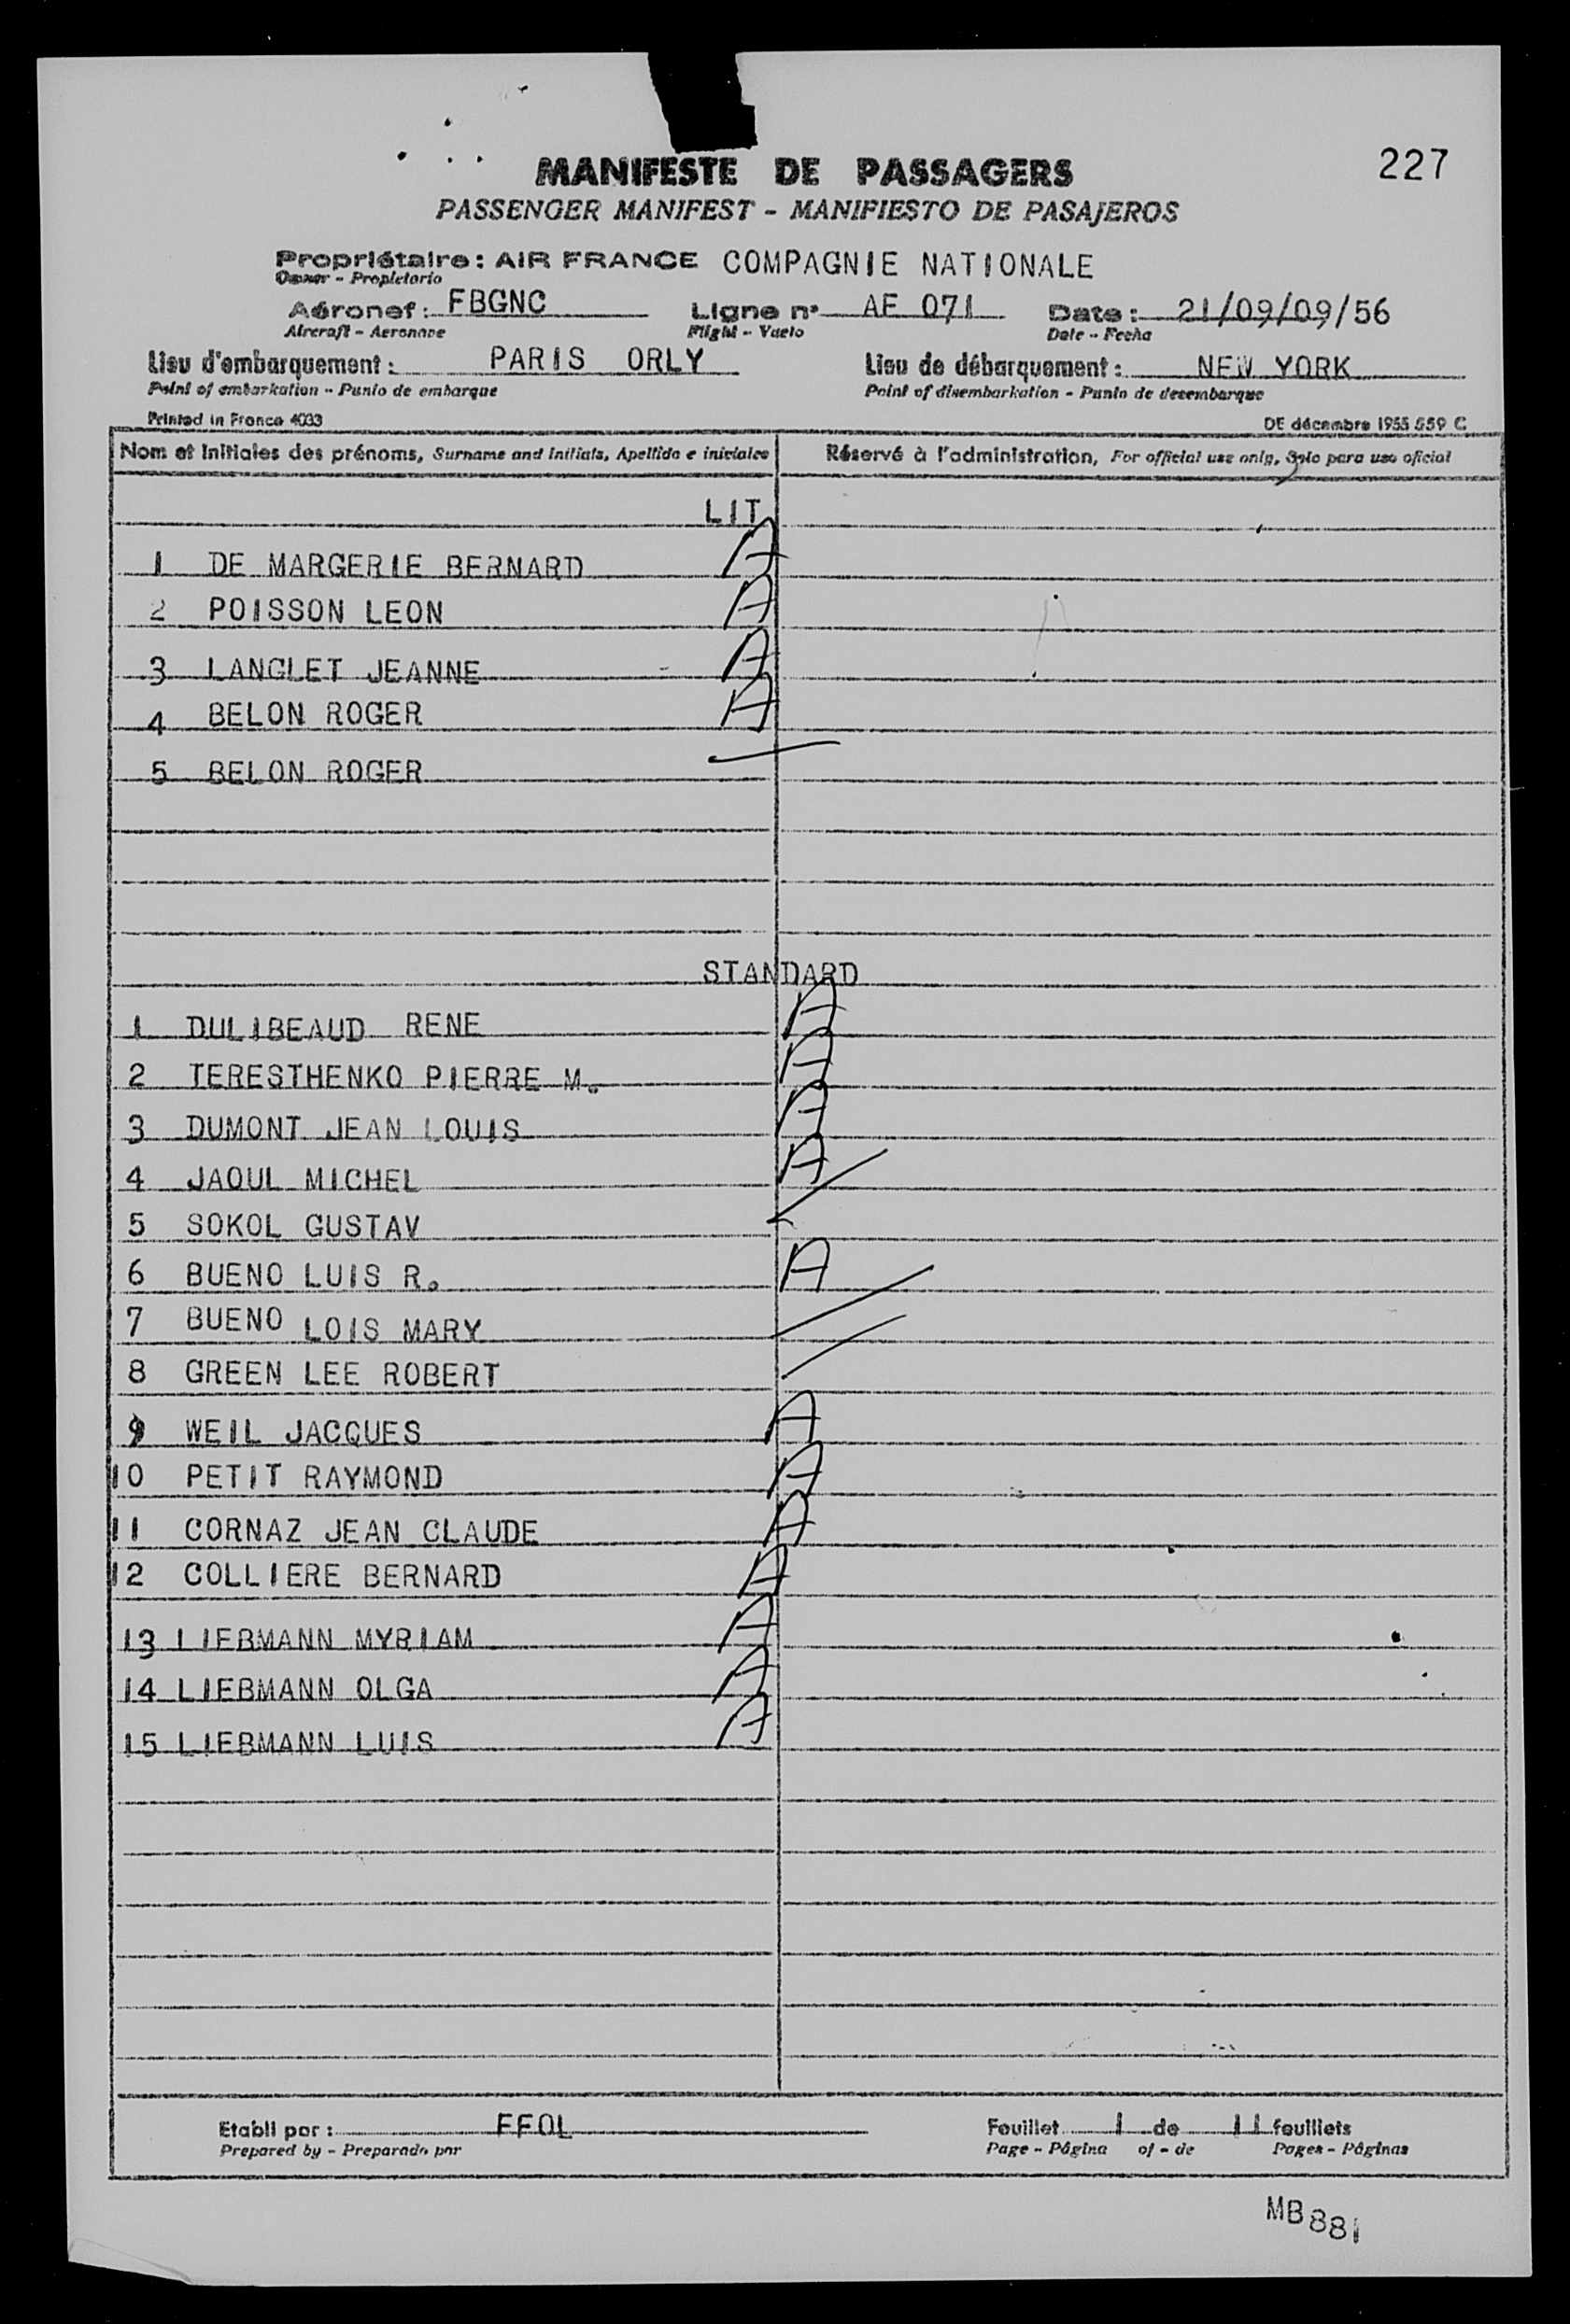 227
MANIFESTE DE PASSAGERS
PASSENGER MANIFEST - MANIFIESTO DE PASAJEROS
Propriétaire : AIR FRANCE COMPAGNIE NATIONALE
Owner - Propietario
Aéronef : FBGNC Ligne n° AF 071 Date : 21/09/09/56
Aircraft - Aeronave Flight - Vuelo Date - Fecha
Lieu d'embarquement : PARIS ORLY Lieu de débarquement : NEW YORK
Point of embarkation - Punto de embarque Point of disembarkation - Punto de desembarque
Printed in France 4033 DE décembre 1955 559 C
Nom et Initiales des prénoms, Surname and Initials, Apellido e iniciales Réservé à l'administration, For official use only, Solo para uso oficial
LIT
1 DE MARGERIE BERNARD A
2 POISSON LEON A
3 LANGLET JEANNE A
4 BELON ROGER A
5 BELON ROGER
STANDARD
1 DULIBEAUD RENE A
2 TERESTHENKO PIERRE M. A
3 DUMONT JEAN LOUIS A
4 JAOUL MICHEL A
5 SOKOL GUSTAV
6 BUENO LUIS R. A
7 BUENO LOIS MARY
8 GREEN LEE ROBERT
9 WEIL JACQUES A
10 PETIT RAYMOND A
11 CORNAZ JEAN CLAUDE A
12 COLLIERE BERNARD A
13 LIEBMANN MYRIAM A
14 LIEBMANN OLGA A
15 LIEBMANN LUIS A
Etabli par : FFOL Feuillet 1 de 11 feuillets
Prepared by - Preparado por Page - Página of - de Pages - Páginas
MB 881